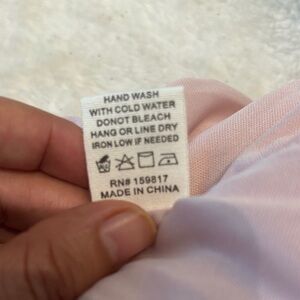 HAND WASH
WITH COLD WATER
DONOT BLEACH
HANG OR LINE DRY
IRON LOW IF NEEDED
RN# 159817
MADE IN CHINA